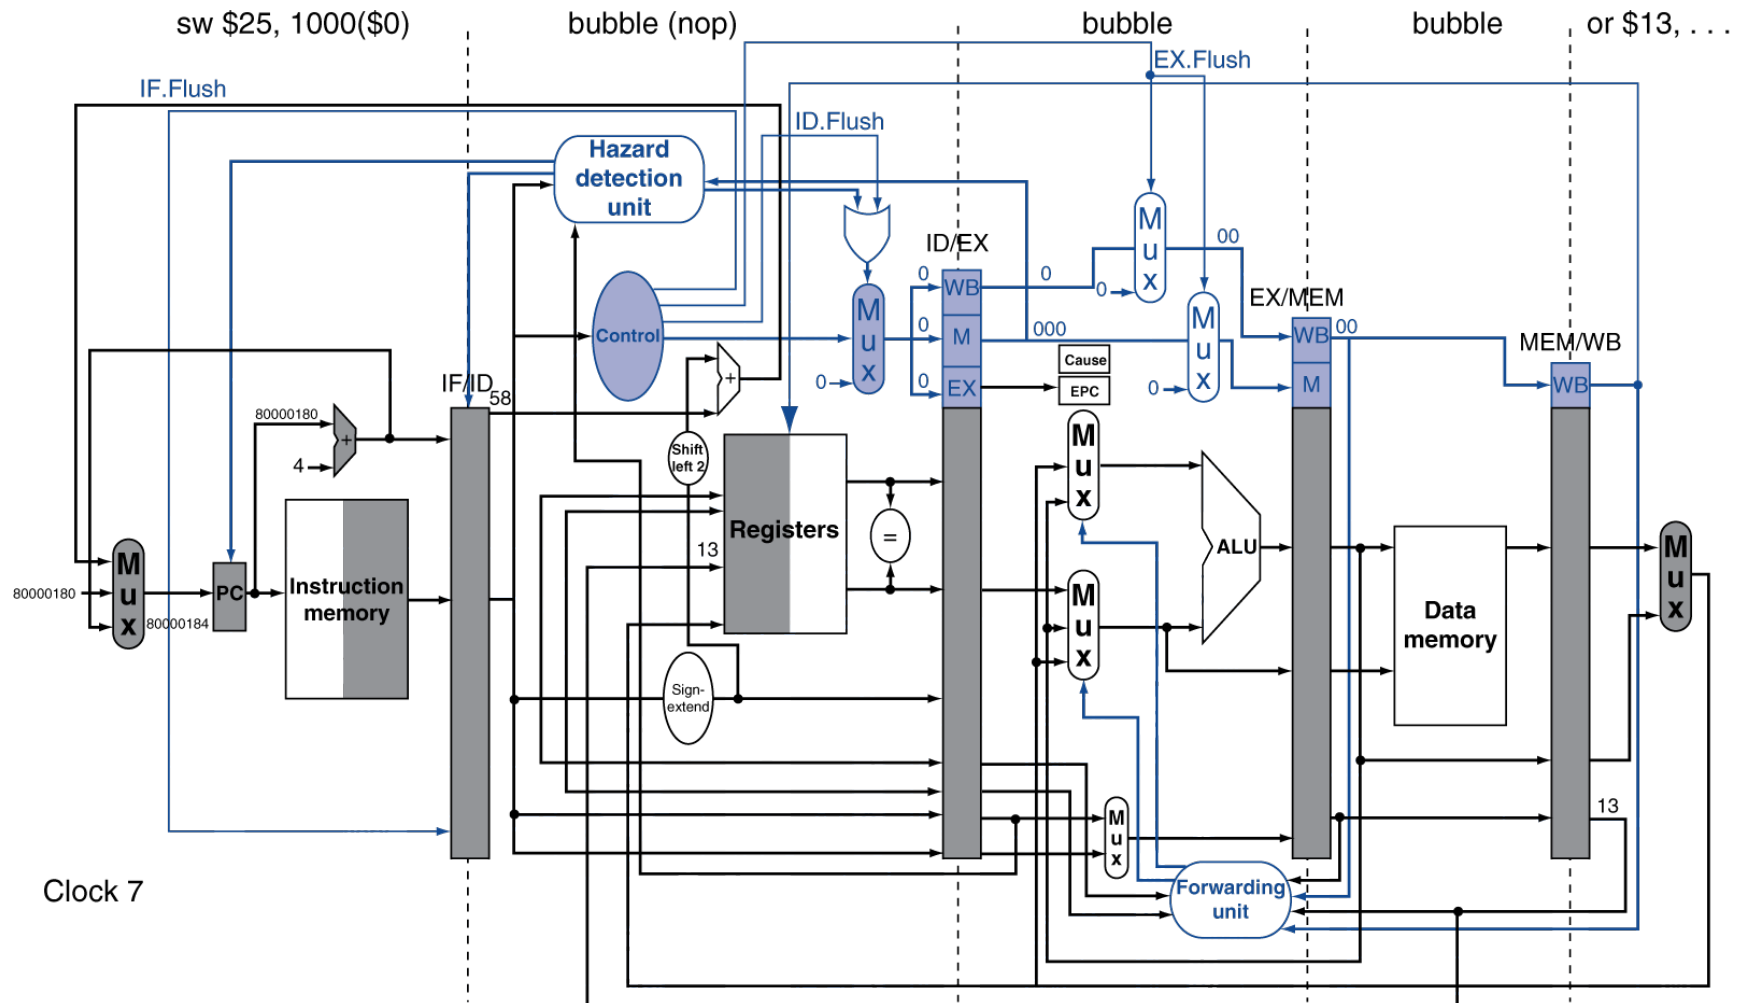 sw $25, 1000($0)
bubble (nop)
bubble
bubble
or $13, . . .
EX.Flush
IF.Flush
ID.Flush
Hazard
detection
unit
M
u
x
00
ID/EX
0
WB
0
0
EX/MEM
Control
M
u
x
0
M
000
M
u
x
WB
00
MEM/WB
Cause
0
0
EX
EPC
0
M
WB
IF/ID
58
+
80000180
+
4
Shift
left 2
M
u
x
Registers
13
=
ALU
M
u
x
80000180
80000184
PC
Instruction
memory
M
u
x
Data
memory
M
u
x
Sign-
extend
M
u
x
13
Clock 7
Forwarding
unit